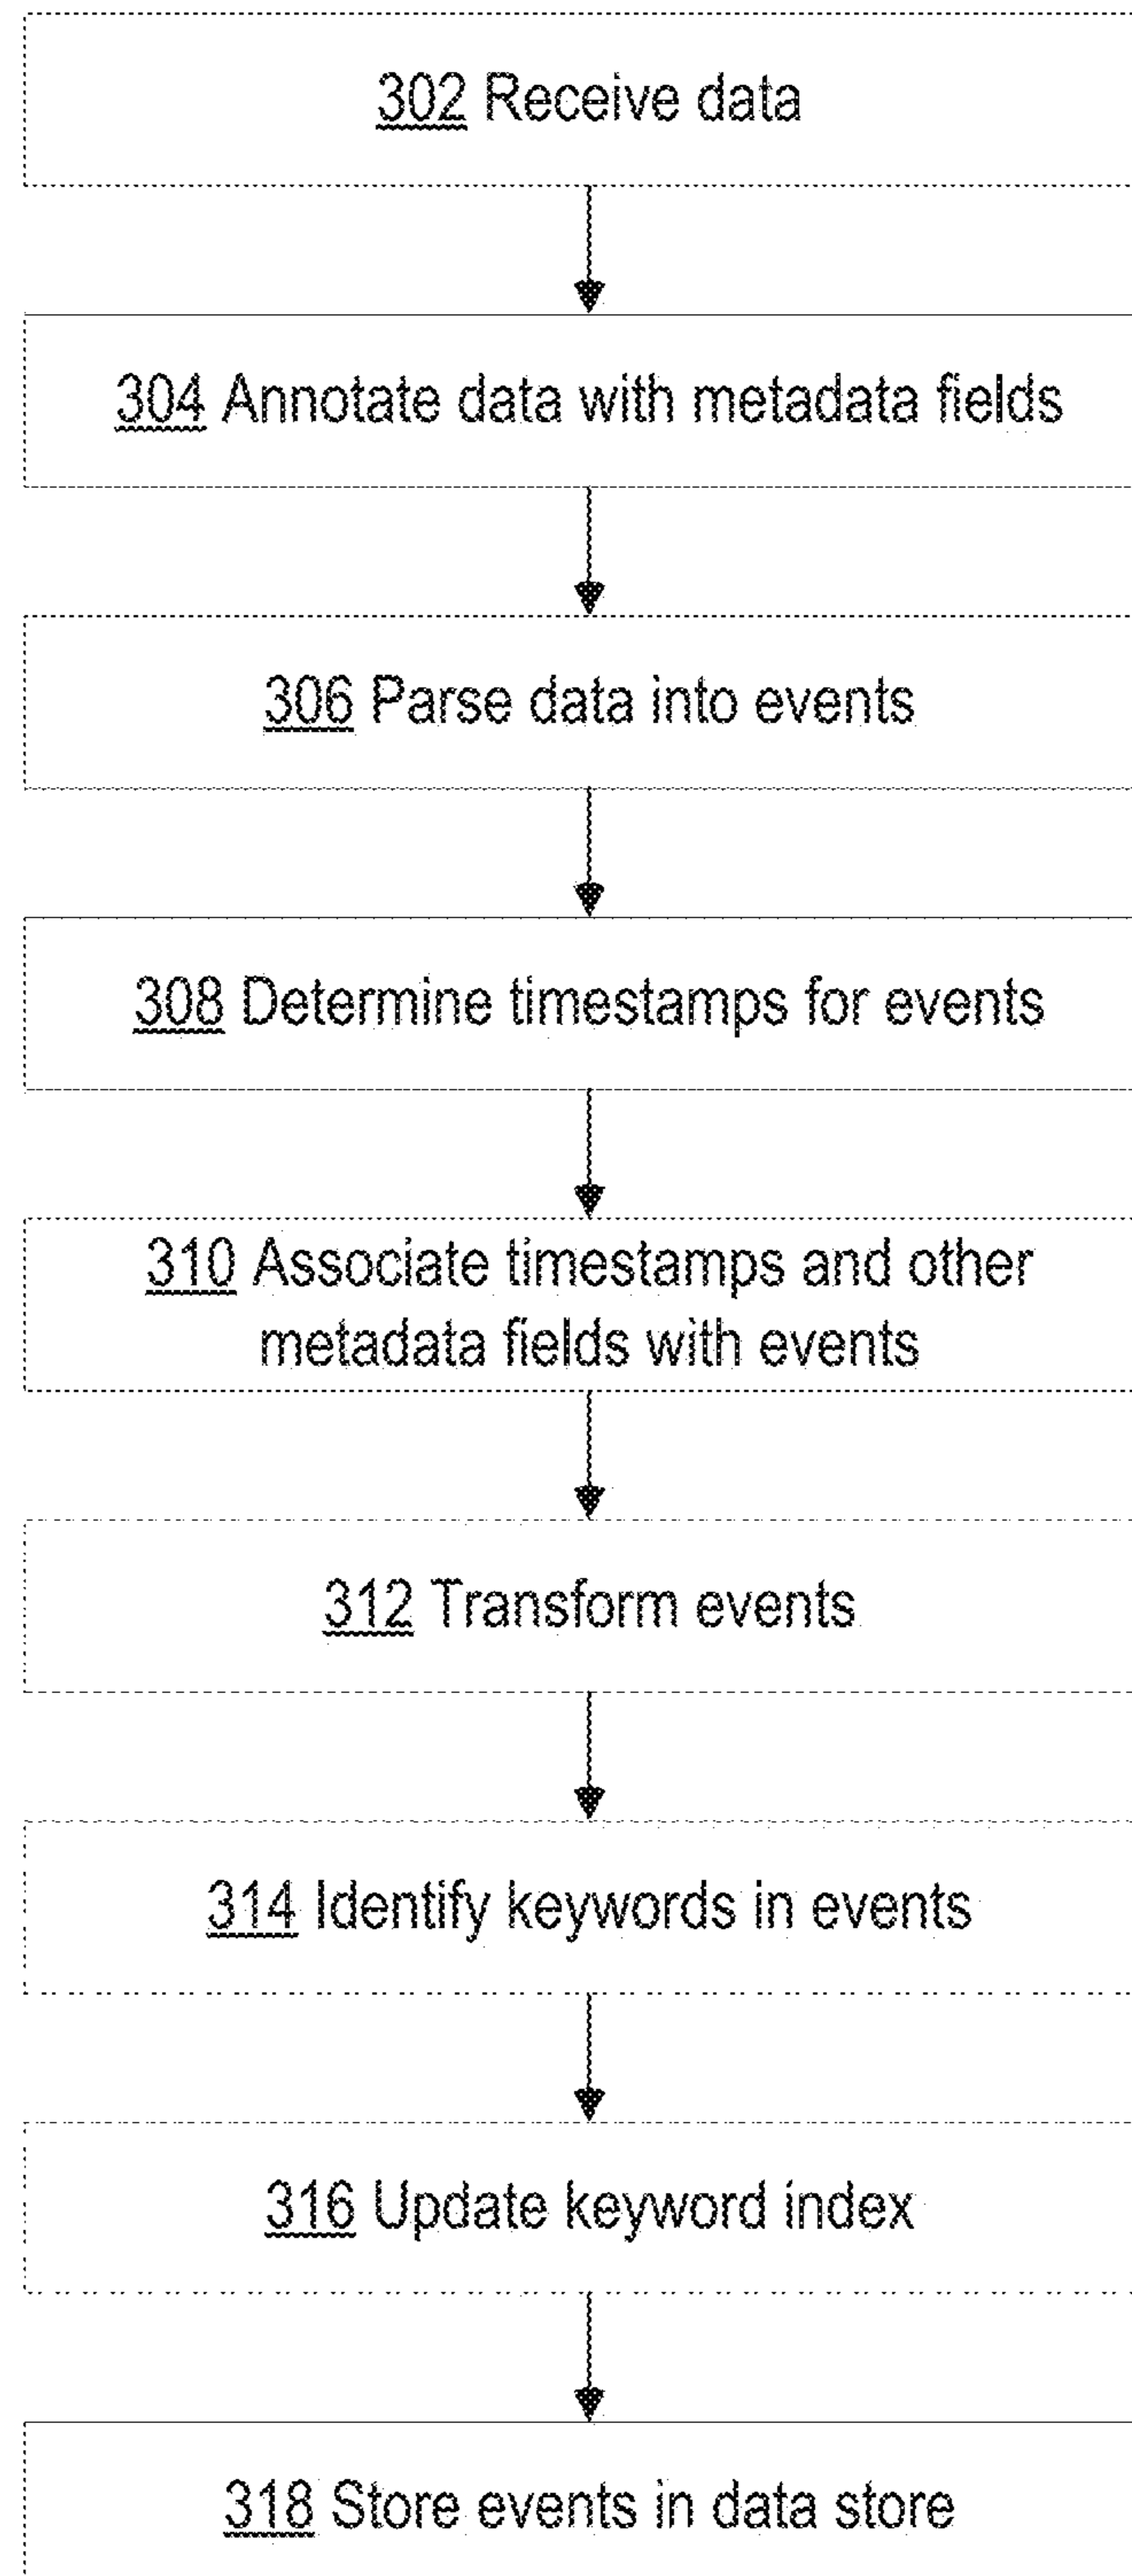 302 Receive data
304 Annotate data with metadata fields
306 Parse data into events
308 Determine timestamps for events
310 Associate timestamps and other
metadata fields with events
312 Transform events
314 Identify keywords in events
316 Update keyword index
318 Store events in data store